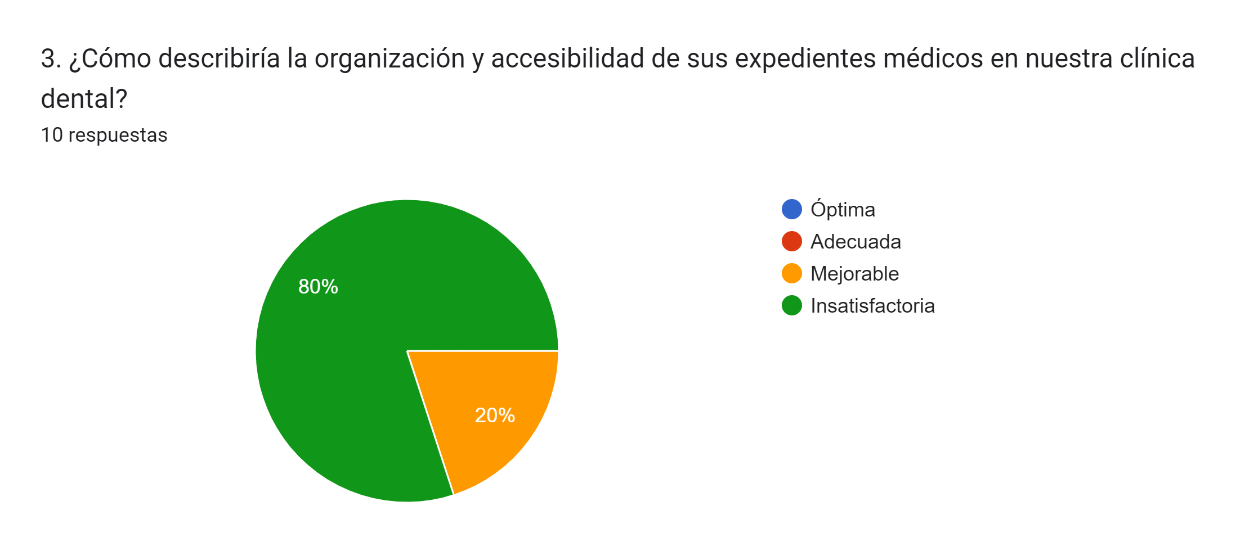 3. ¿Cómo describiría la organización y accesibilidad de sus expedientes médicos en nuestra clínica
dental?
10 respuestas
80%
20%
Óptima
Adecuada
Mejorable
Insatisfactoria